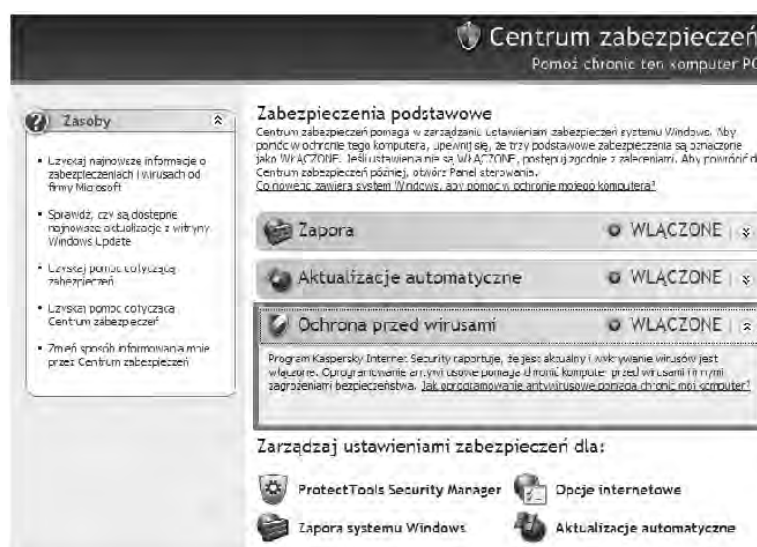 Centrum zabezpieczeń
Pomóż chronić ten komputer PC
Zasoby
Uzyskaj najnowsze informacje o
zabezpieczeniach i wirusach od
firmy Microsoft
Sprawdź, czy są dostępne
najnowsze aktualizacje z witryny
Windows Update
Uzyskaj pomoc dotyczącą
zabezpieczeń
Uzyskaj pomoc dotyczącą
Centrum zabezpieczeń
Zmień sposób informowania mnie
przez Centrum zabezpieczeń
Zabezpieczenia podstawowe
Centrum zabezpieczeń pomaga w zarządzaniu ustawieniami zabezpieczeń systemu Windows. Aby
pomóc w ochronie tego komputera, upewnij się, że trzy podstawowe zabezpieczenia są oznaczone
jako WŁĄCZONE. Jeśli ustawienia nie są WŁĄCZONE, postępuj zgodnie z zaleceniami. Aby powrócić d
Centrum zabezpieczeń później, otwórz Panel sterowania.
Co nowego zawiera system Windows, aby pomóc w ochronie mojego komputera?
Zapora WŁĄCZONE
Aktualizacje automatyczne WŁĄCZONE
Ochrona przed wirusami WŁĄCZONE
Program Kaspersky Internet Security raportuje, że jest aktualny i wykrywanie wirusów jest
włączone. Oprogramowanie antywirusowe pomaga chronić komputer przed wirusami i innymi
zagrożeniami bezpieczeństwa. Jak oprogramowanie antywirusowe pomaga chronić mój komputer?
Zarządzaj ustawieniami zabezpieczeń dla:
ProtectTools Security Manager
Opcje internetowe
Zapora systemu Windows
Aktualizacje automatyczne